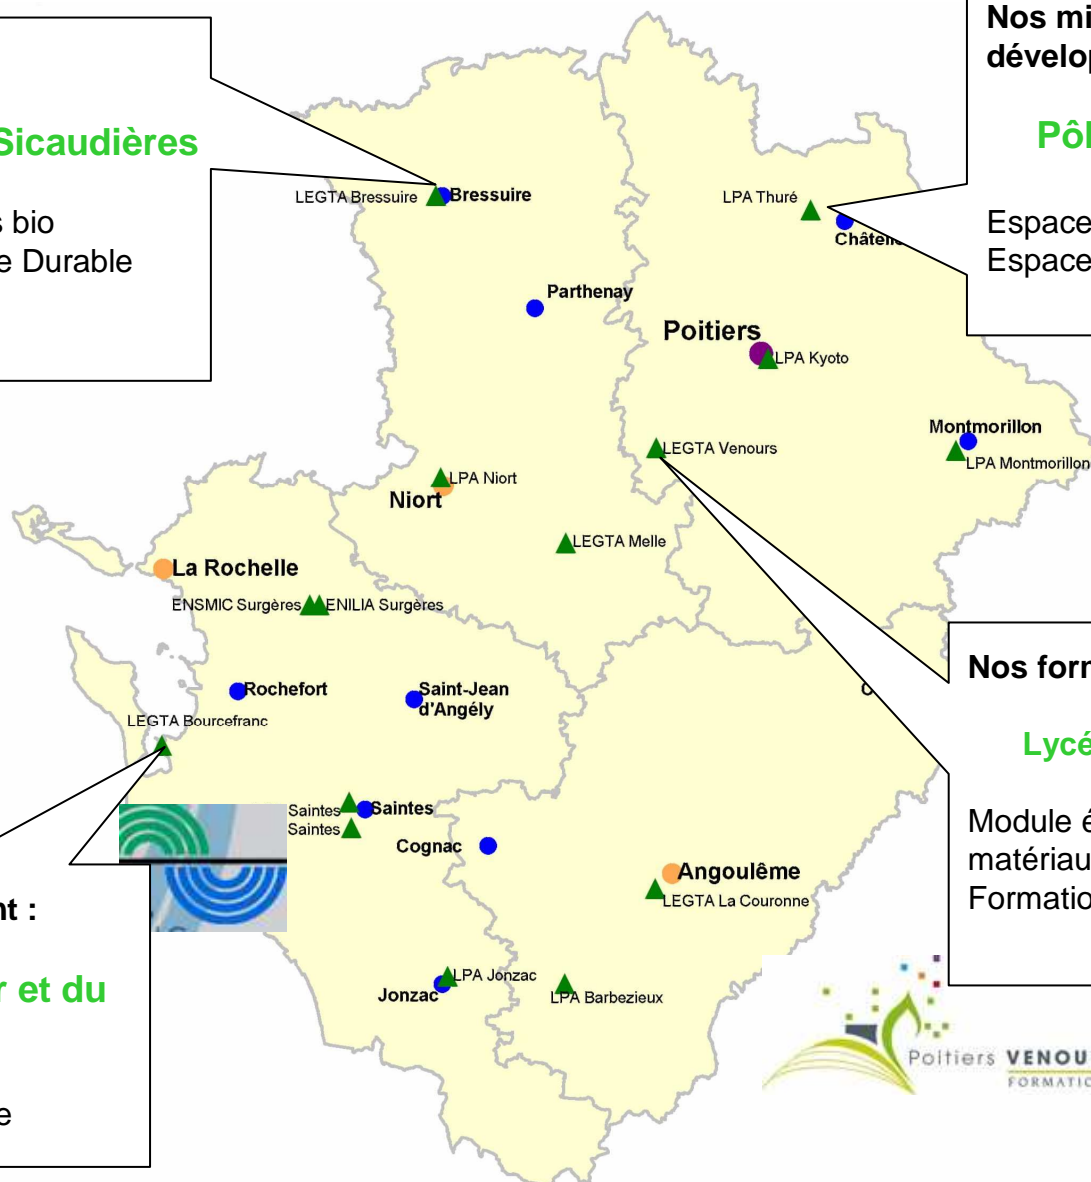 Sicaudières
s bio
e Durable
Nos mi
dévelop
Pôl
Espace
Espace
LEGTA Bressuire
Bressuire
LPA Thuré
Châtelle
Parthenay
Poitiers
LPA Kyoto
Montmorillon
LPA Montmorillon
LEGTA Venours
LPA Niort
Niort
LEGTA Melle
La Rochelle
ENSMIC Surgères
ENILIA Surgères
Rochefort
Saint-Jean
d'Angély
LEGTA Bourcefranc
Nos form
Lycé
Module é
matériau
Formatio
Saintes
Saintes
Saintes
Cognac
Angoulême
LEGTA La Couronne
nt :
r et du
e
LPA Jonzac
Jonzac
LPA Barbezieux
Poitiers VENOU
FORMATIO